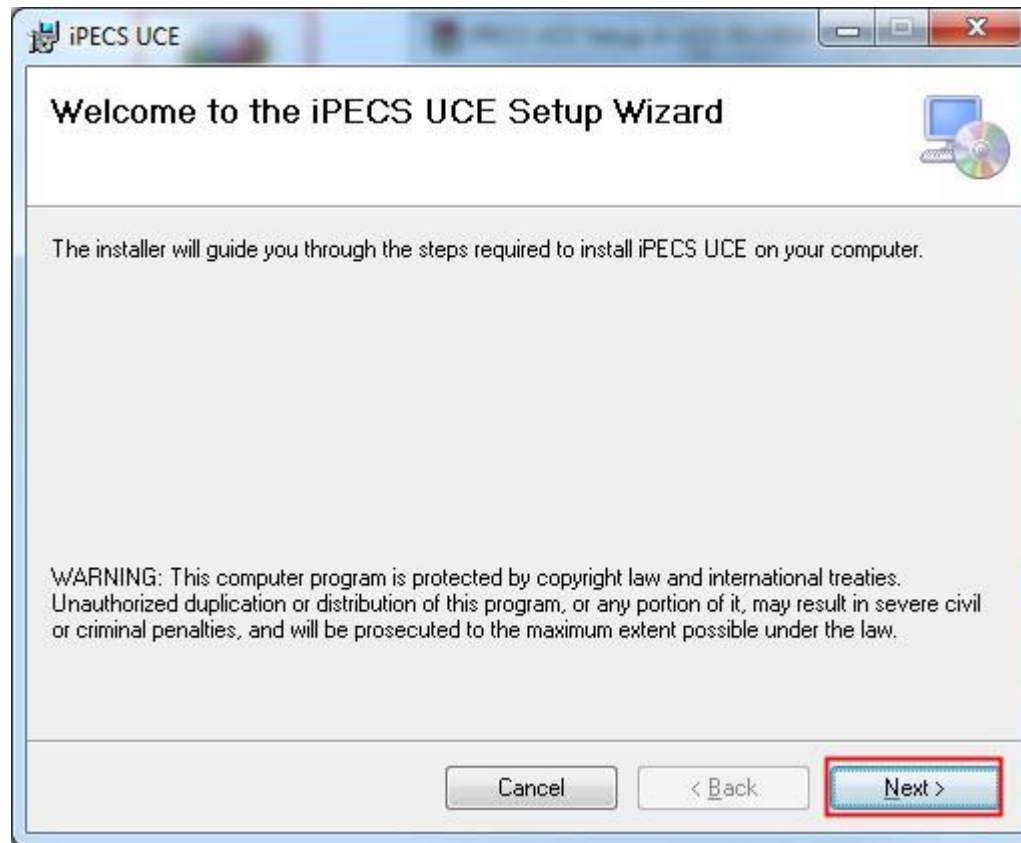 iPECS UCE
Welcome to the iPECS UCE Setup Wizard
The installer will guide you through the steps required to install iPECS UCE on your computer.
WARNING: This computer program is protected by copyright law and international treaties.
Unauthorized duplication or distribution of this program, or any portion of it, may result in severe civil
or criminal penalties, and will be prosecuted to the maximum extent possible under the law.
Cancel
< Back
Next >